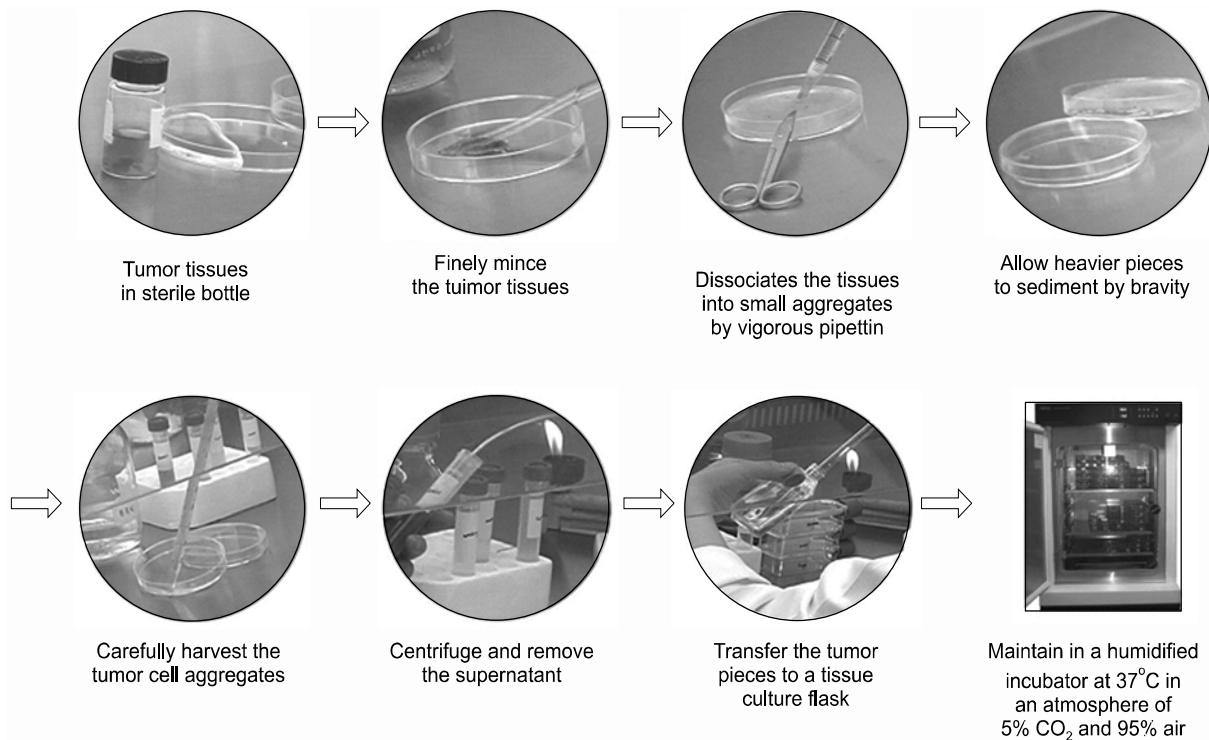 Tumor tissues
in sterile bottle
Finely mince
the tuimor tissues
Dissociates the tissues
into small aggregates
by vigorous pipettin
Allow heavier pieces
to sediment by bravity
Carefully harvest the
tumor cell aggregates
Centrifuge and remove
the supernatant
Transfer the tumor
pieces to a tissue
culture flask
Maintain in a humidified
incubator at 37°C in
an atmosphere of
5% CO₂ and 95% air